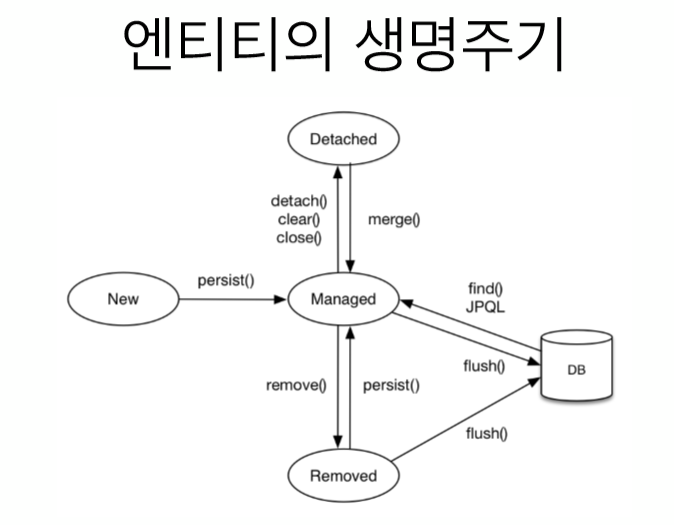 엔티티의 생명주기
Detached
detach()
clear()
close()
merge()
New
persist()
Managed
find()
JPQL
flush()
DB
remove()
persist()
flush()
Removed